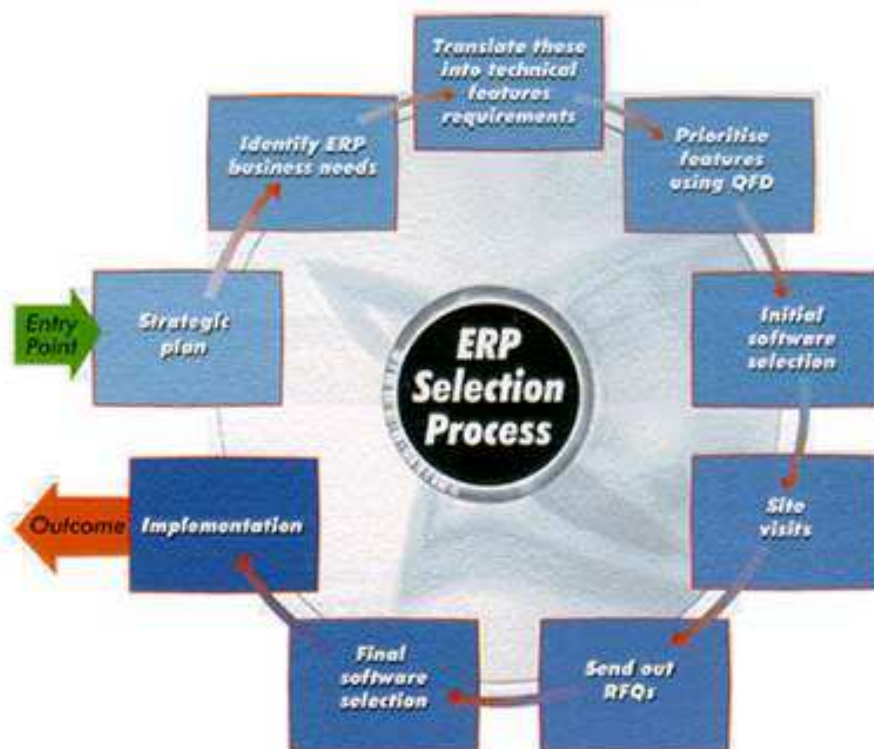 Translate these
into technical
features
requirements
Identify ERP
business needs
Prioritise
features
using QFD
Entry
Point
Strategic
plan
ERP
Selection
Process
Initial
software
selection
Outcome
Implementation
Site
visits
Final
software
selection
Send out
RFQs